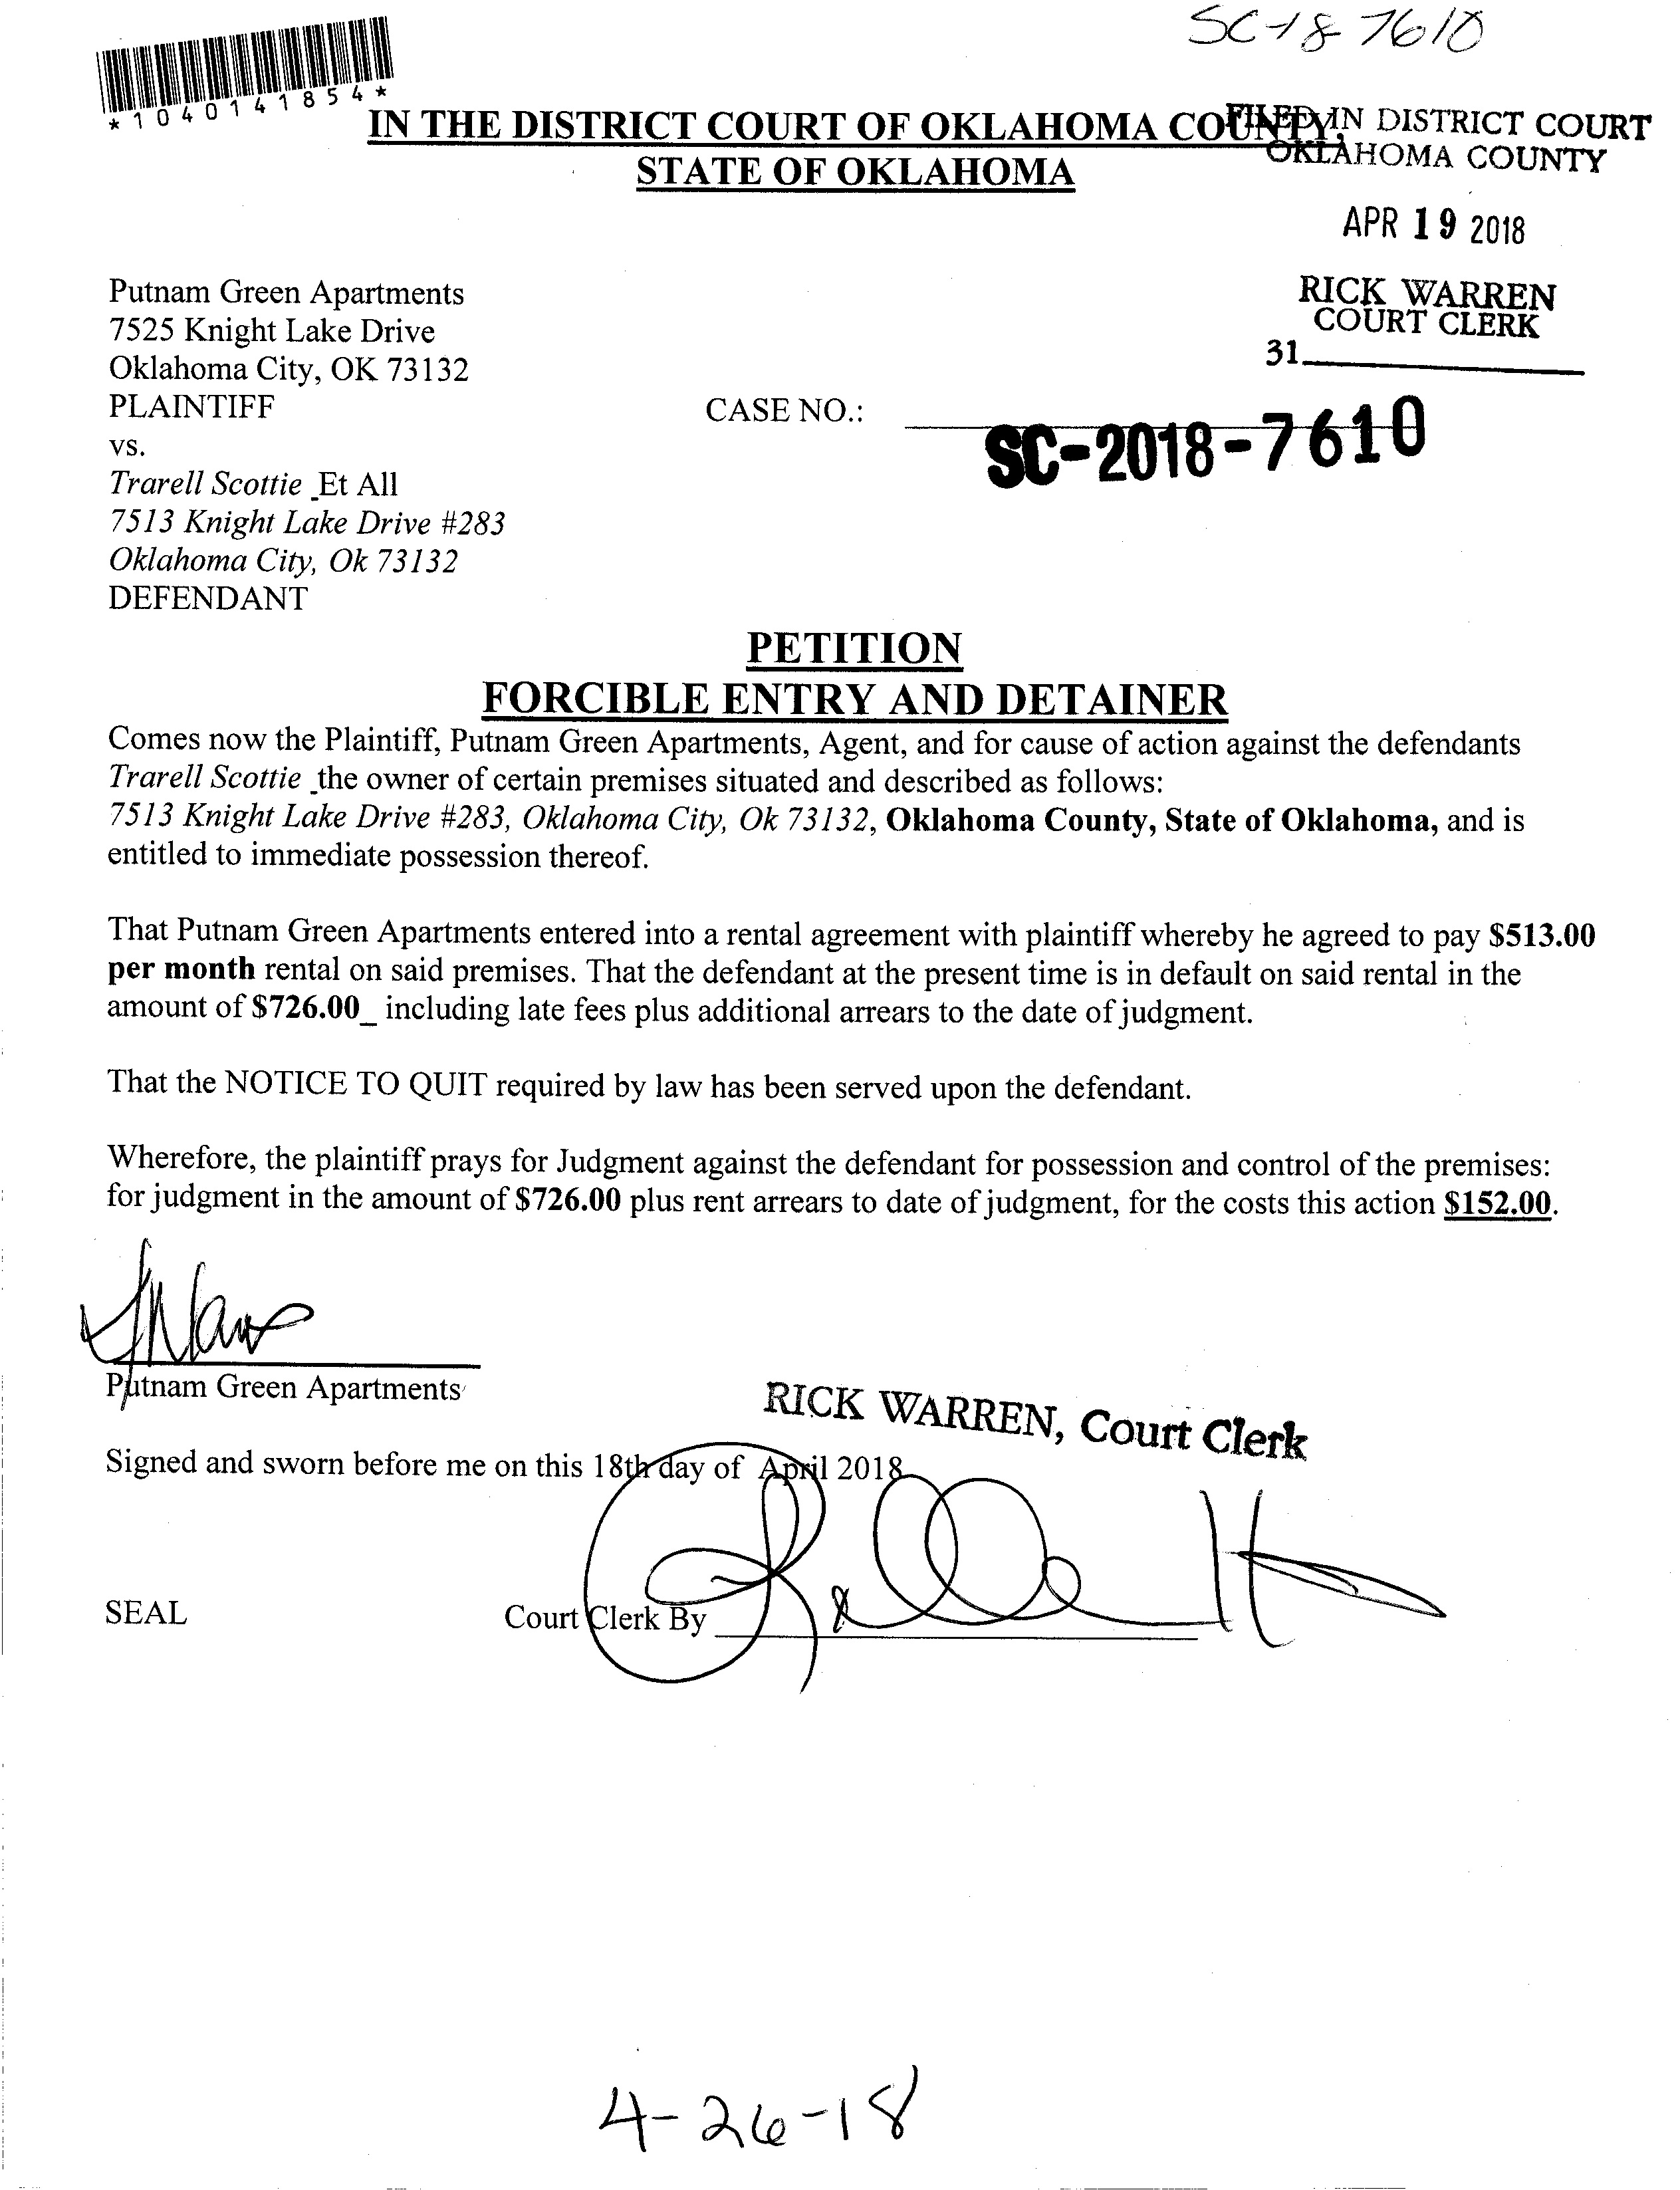 SC-18-7610
*1040141854*
IN THE DISTRICT COURT OF OKLAHOMA COUNTY,
STATE OF OKLAHOMA
FILED IN DISTRICT COURT
OKLAHOMA COUNTY
APR 19 2018
RICK WARREN
COURT CLERK
31
Putnam Green Apartments
7525 Knight Lake Drive
Oklahoma City, OK 73132
PLAINTIFF
CASE NO.:
SC-2018-7610
vs.
Trarell Scottie _Et All
7513 Knight Lake Drive #283
Oklahoma City, Ok 73132
DEFENDANT
PETITION
FORCIBLE ENTRY AND DETAINER
Comes now the Plaintiff, Putnam Green Apartments, Agent, and for cause of action against the defendants
Trarell Scottie _the owner of certain premises situated and described as follows:
7513 Knight Lake Drive #283, Oklahoma City, Ok 73132, Oklahoma County, State of Oklahoma, and is
entitled to immediate possession thereof.
That Putnam Green Apartments entered into a rental agreement with plaintiff whereby he agreed to pay $513.00
per month rental on said premises. That the defendant at the present time is in default on said rental in the
amount of $726.00_ including late fees plus additional arrears to the date of judgment.
That the NOTICE TO QUIT required by law has been served upon the defendant.
Wherefore, the plaintiff prays for Judgment against the defendant for possession and control of the premises:
for judgment in the amount of $726.00 plus rent arrears to date of judgment, for the costs this action $152.00.
Putnam Green Apartments
RICK WARREN, Court Clerk
Signed and sworn before me on this 18th day of April 2018
SEAL
Court Clerk By
4-26-18